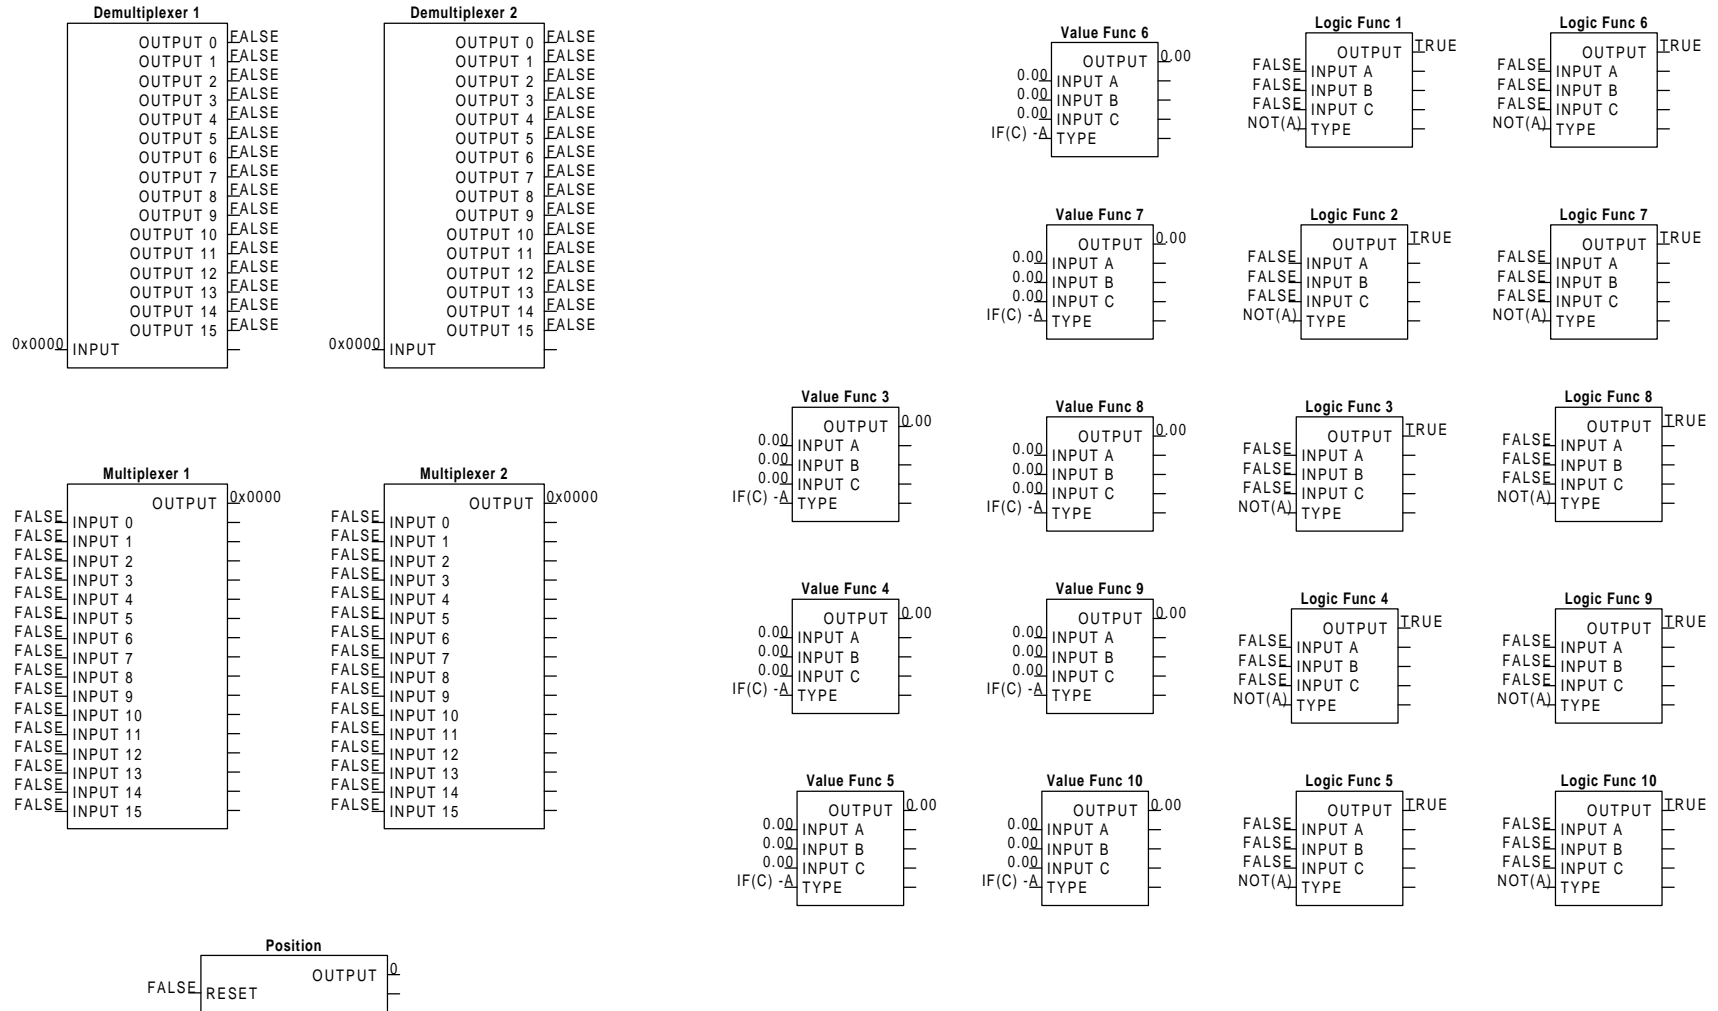 Demultiplexer 1
OUTPUT 0 FALSE
OUTPUT 1 FALSE
OUTPUT 2 FALSE
OUTPUT 3 FALSE
OUTPUT 4 FALSE
OUTPUT 5 FALSE
OUTPUT 6 FALSE
OUTPUT 7 FALSE
OUTPUT 8 FALSE
OUTPUT 9 FALSE
OUTPUT 10 FALSE
OUTPUT 11 FALSE
OUTPUT 12 FALSE
OUTPUT 13 FALSE
OUTPUT 14 FALSE
OUTPUT 15 FALSE
0x0000 INPUT
Demultiplexer 2
OUTPUT 0 FALSE
OUTPUT 1 FALSE
OUTPUT 2 FALSE
OUTPUT 3 FALSE
OUTPUT 4 FALSE
OUTPUT 5 FALSE
OUTPUT 6 FALSE
OUTPUT 7 FALSE
OUTPUT 8 FALSE
OUTPUT 9 FALSE
OUTPUT 10 FALSE
OUTPUT 11 FALSE
OUTPUT 12 FALSE
OUTPUT 13 FALSE
OUTPUT 14 FALSE
OUTPUT 15 FALSE
0x0000 INPUT
Value Func 6
OUTPUT 0.00
0.00 INPUT A
0.00 INPUT B
0.00 INPUT C
IF(C) -A TYPE
Logic Func 1
OUTPUT TRUE
FALSE INPUT A
FALSE INPUT B
FALSE INPUT C
NOT(A) TYPE
Logic Func 6
OUTPUT TRUE
FALSE INPUT A
FALSE INPUT B
FALSE INPUT C
NOT(A) TYPE
Value Func 7
OUTPUT 0.00
0.00 INPUT A
0.00 INPUT B
0.00 INPUT C
IF(C) -A TYPE
Logic Func 2
OUTPUT TRUE
FALSE INPUT A
FALSE INPUT B
FALSE INPUT C
NOT(A) TYPE
Logic Func 7
OUTPUT TRUE
FALSE INPUT A
FALSE INPUT B
FALSE INPUT C
NOT(A) TYPE
Value Func 3
OUTPUT 0.00
0.00 INPUT A
0.00 INPUT B
0.00 INPUT C
IF(C) -A TYPE
Value Func 8
OUTPUT 0.00
0.00 INPUT A
0.00 INPUT B
0.00 INPUT C
IF(C) -A TYPE
Logic Func 3
OUTPUT TRUE
FALSE INPUT A
FALSE INPUT B
FALSE INPUT C
NOT(A) TYPE
Logic Func 8
OUTPUT TRUE
FALSE INPUT A
FALSE INPUT B
FALSE INPUT C
NOT(A) TYPE
Multiplexer 1
OUTPUT 0x0000
FALSE INPUT 0
FALSE INPUT 1
FALSE INPUT 2
FALSE INPUT 3
FALSE INPUT 4
FALSE INPUT 5
FALSE INPUT 6
FALSE INPUT 7
FALSE INPUT 8
FALSE INPUT 9
FALSE INPUT 10
FALSE INPUT 11
FALSE INPUT 12
FALSE INPUT 13
FALSE INPUT 14
FALSE INPUT 15
Multiplexer 2
OUTPUT 0x0000
FALSE INPUT 0
FALSE INPUT 1
FALSE INPUT 2
FALSE INPUT 3
FALSE INPUT 4
FALSE INPUT 5
FALSE INPUT 6
FALSE INPUT 7
FALSE INPUT 8
FALSE INPUT 9
FALSE INPUT 10
FALSE INPUT 11
FALSE INPUT 12
FALSE INPUT 13
FALSE INPUT 14
FALSE INPUT 15
Value Func 4
OUTPUT 0.00
0.00 INPUT A
0.00 INPUT B
0.00 INPUT C
IF(C) -A TYPE
Value Func 9
OUTPUT 0.00
0.00 INPUT A
0.00 INPUT B
0.00 INPUT C
IF(C) -A TYPE
Logic Func 4
OUTPUT TRUE
FALSE INPUT A
FALSE INPUT B
FALSE INPUT C
NOT(A) TYPE
Logic Func 9
OUTPUT TRUE
FALSE INPUT A
FALSE INPUT B
FALSE INPUT C
NOT(A) TYPE
Value Func 5
OUTPUT 0.00
0.00 INPUT A
0.00 INPUT B
0.00 INPUT C
IF(C) -A TYPE
Value Func 10
OUTPUT 0.00
0.00 INPUT A
0.00 INPUT B
0.00 INPUT C
IF(C) -A TYPE
Logic Func 5
OUTPUT TRUE
FALSE INPUT A
FALSE INPUT B
FALSE INPUT C
NOT(A) TYPE
Logic Func 10
OUTPUT TRUE
FALSE INPUT A
FALSE INPUT B
FALSE INPUT C
NOT(A) TYPE
Position
OUTPUT 0
FALSE RESET